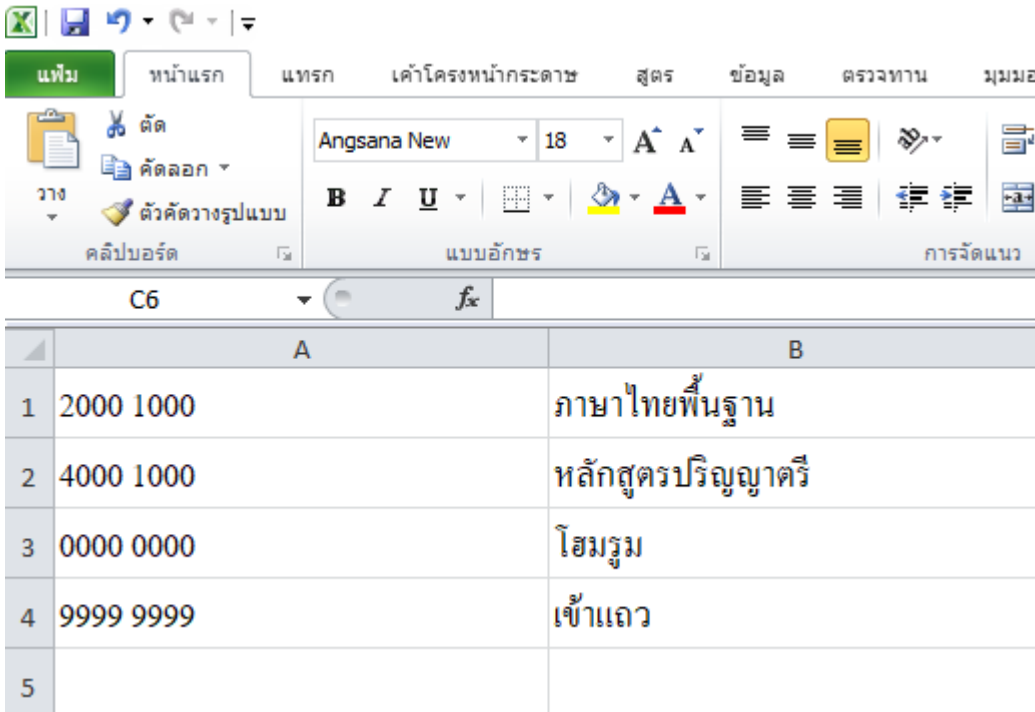 แฟ้ม หน้าแรก แทรก เค้าโครงหน้ากระดาษ สูตร ข้อมูล ตรวจทาน
ตัด
คัดลอก
วาง
ตัวคัดวางรูปแบบ
Angsana New 18 A A
B I U A
คลิปบอร์ด แบบอักษร การจัดแนว
C6 fx
A B
1 2000 1000 ภาษาไทยพื้นฐาน
2 4000 1000 หลักสูตรปริญญาตรี
3 0000 0000 โฮมรูม
4 9999 9999 เข้าแถว
5